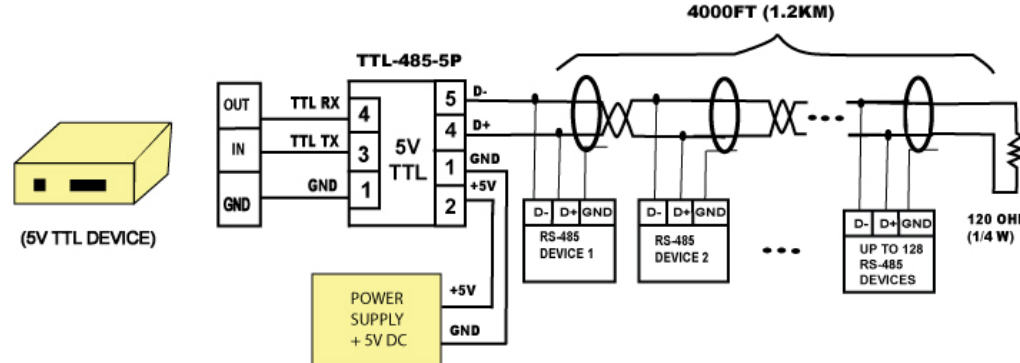 4000FT (1.2KM)
TTL-485-5P
OUT
IN
GND
TTL RX
TTL TX
GND
4
3
1
5V
TTL
5
4
1
2
D-
D+
GND
+5V
(5V TTL DEVICE)
POWER
SUPPLY
+ 5V DC
+5V
GND
D- D+ GND
RS-485
DEVICE 1
D- D+ GND
RS-485
DEVICE 2
D- D+ GND
UP TO 128
RS-485
DEVICES
120 OH
(1/4 W)